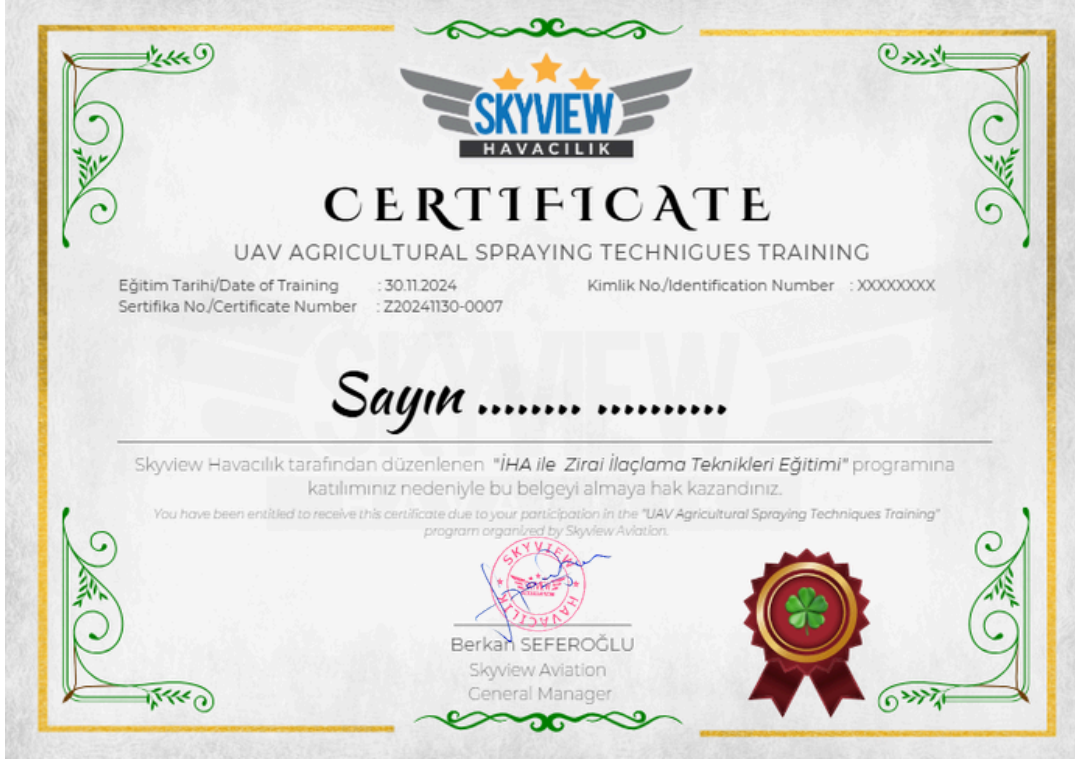 SKYVIEW
HAVACILIK
CERTIFICATE
UAV AGRICULTURAL SPRAYING TECHNIGUES TRAINING
Eğitim Tarihi/Date of Training : 30.11.2024 Kimlik No./Identification Number : XXXXXXXX
Sertifika No./Certificate Number : Z20241130-0007
SKYVIEW
Sayın ........ ..........
Skyview Havacılık tarafından düzenlenen "İHA ile Zirai İlaçlama Teknikleri Eğitimi" programına
katılımınız nedeniyle bu belgeyi almaya hak kazandınız.
You have been entitled to receive this certificate due to your participation in the "UAV Agricultural Spraying Techniques Training"
program organized by Skyview Aviation.
SKYVIEW HAVACILIK
Berkan SEFEROĞLU
Skyview Aviation
General Manager